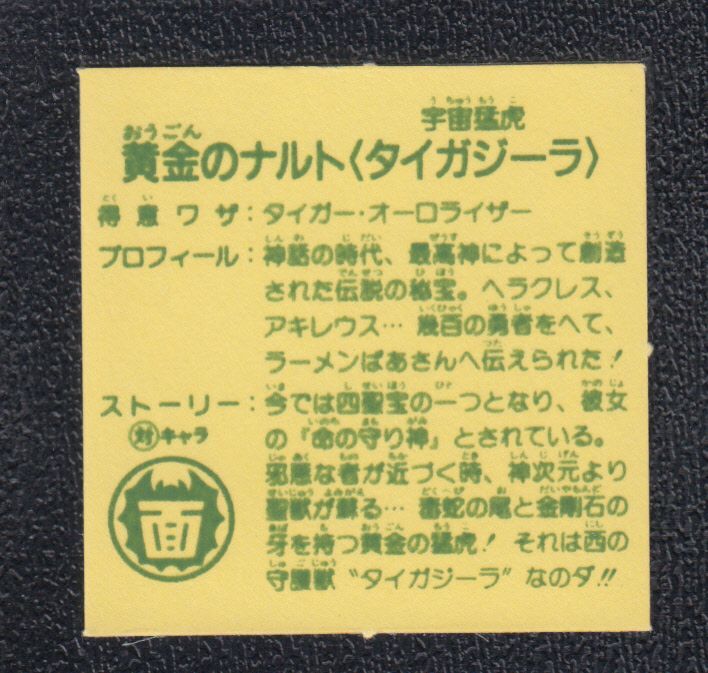 宇宙猛虎
黄金のナルト〈タイガジーラ〉
得意ワザ：タイガー・オーロライザー
プロフィール：神話の時代、最高神によって創造
された伝説の秘宝。ヘラクレス、
アキレウス… 幾百の勇者をへて、
ラーメンばあさんへ伝えられた！
ストーリー：今では四聖宝の一つとなり、彼女
の『命の守り神』とされている。
対キャラ
邪悪な者が近づく時、神次元より
聖獣が蘇る… 毒蛇の尾と金剛石の
牙を持つ黄金の猛虎！ それは西の
守護獣 “タイガジーラ” なのダ!!